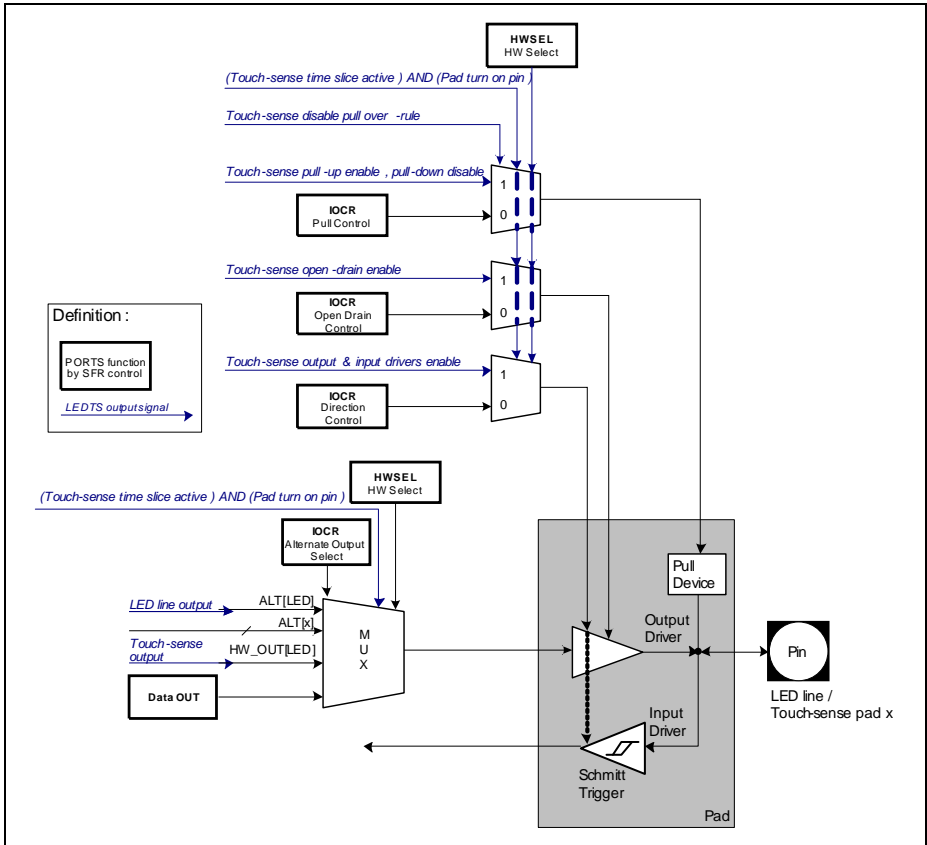 HWSEL
HW Select
(Touch-sense time slice active ) AND (Pad turn on pin )
Touch-sense disable pull over -rule
Touch-sense pull -up enable , pull-down disable
1
0
IOCR
Pull Control
Touch-sense open -drain enable
1
0
IOCR
Open Drain
Control
Touch-sense output & input drivers enable
1
0
IOCR
Direction
Control
Definition :
PORTS function
by SFR control
LEDTS output signal
HWSEL
HW Select
(Touch-sense time slice active ) AND (Pad turn on pin )
IOCR
Alternate Output
Select
LED line output
ALT[LED]
ALT[x]
Touch-sense
output
HW_OUT[LED]
Data OUT
M
U
X
Pull
Device
Output
Driver
Input
Driver
Schmitt
Trigger
Pad
Pin
LED line /
Touch-sense pad x